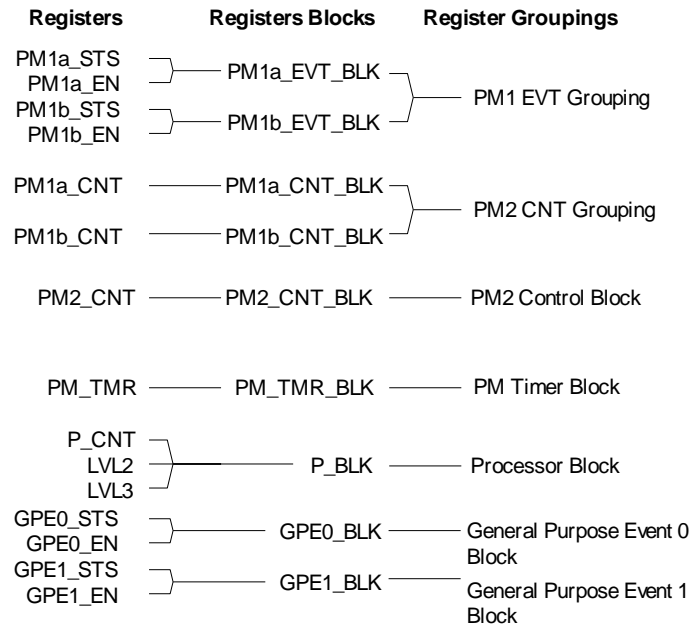 Registers Registers Blocks Register Groupings
PM1a_STS
PM1a_EN
PM1a_EVT_BLK
PM1b_STS
PM1b_EN
PM1b_EVT_BLK
PM1 EVT Grouping
PM1a_CNT PM1a_CNT_BLK
PM1b_CNT PM1b_CNT_BLK
PM2 CNT Grouping
PM2_CNT PM2_CNT_BLK PM2 Control Block
PM_TMR PM_TMR_BLK PM Timer Block
P_CNT
LVL2
LVL3
P_BLK Processor Block
GPE0_STS
GPE0_EN
GPE0_BLK
General Purpose Event 0
Block
GPE1_STS
GPE1_EN
GPE1_BLK
General Purpose Event 1
Block